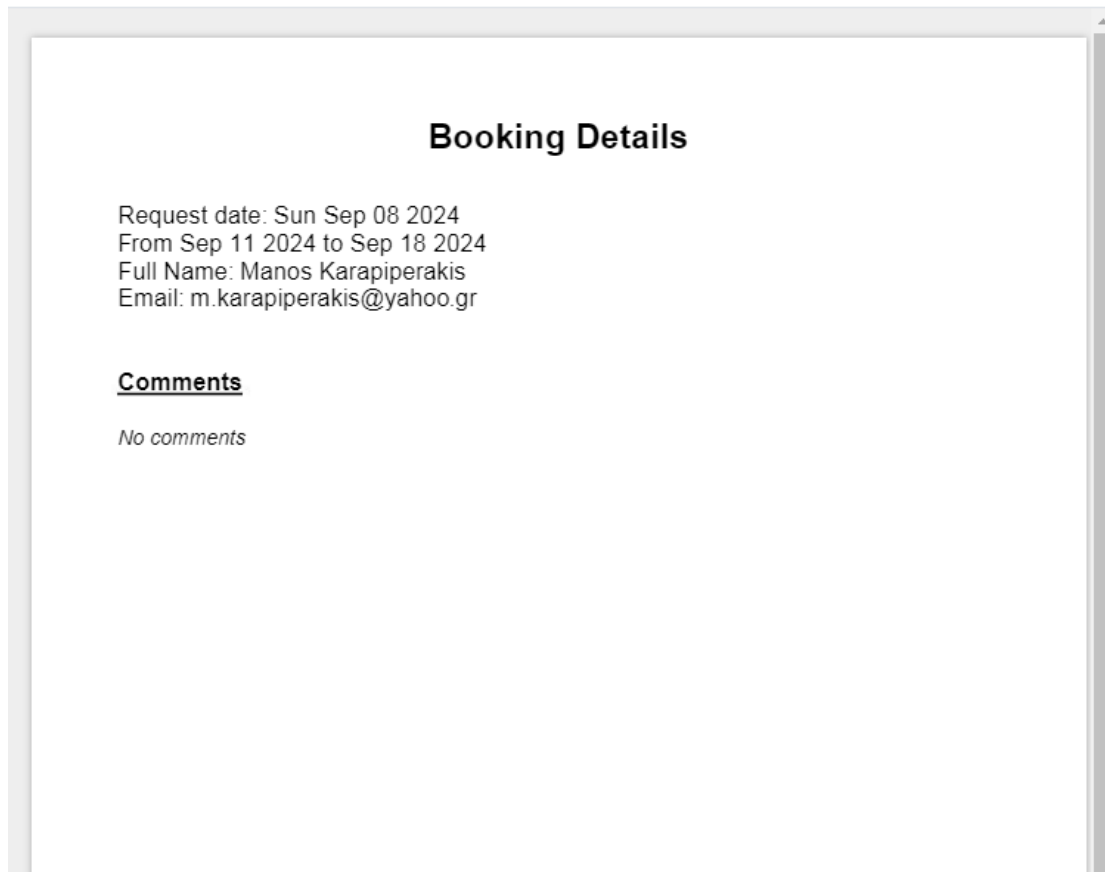 Booking Details
Request date: Sun Sep 08 2024
From Sep 11 2024 to Sep 18 2024
Full Name: Manos Karapiperakis
Email: m.karapiperakis@yahoo.gr
Comments
No comments